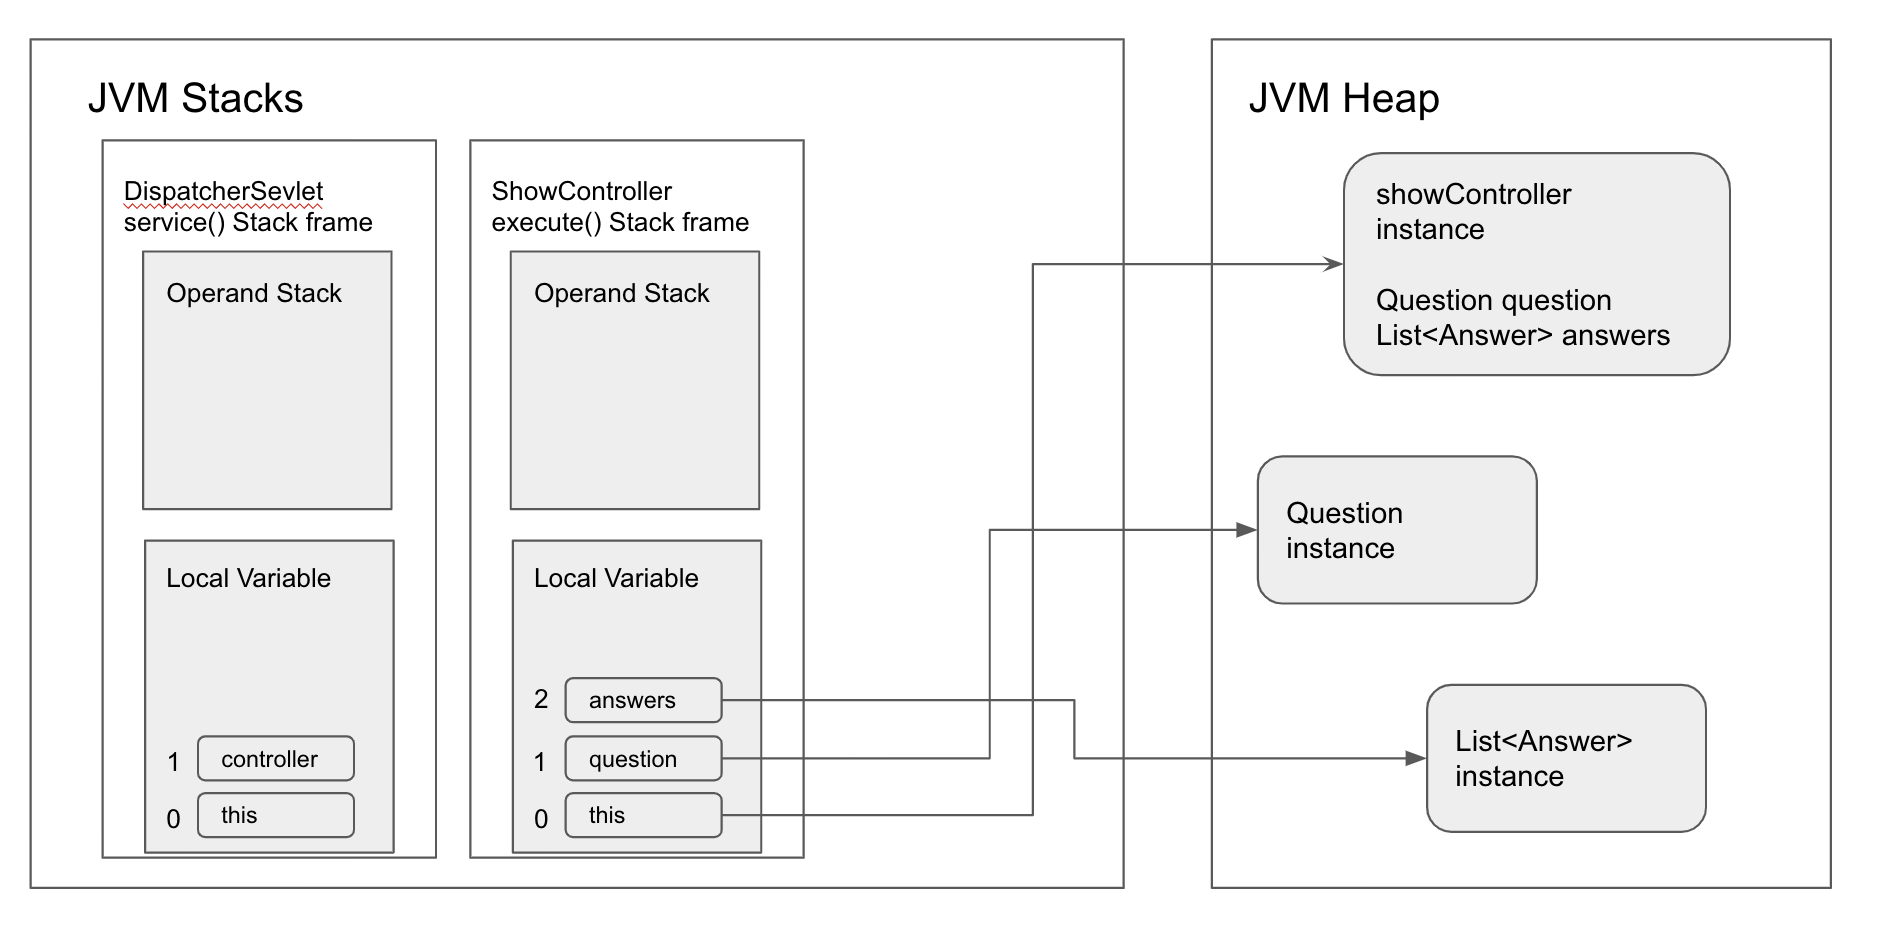 JVM Stacks
DispatcherSevlet
service() Stack frame
Operand Stack
Local Variable
1 controller
0 this
ShowController
execute() Stack frame
Operand Stack
Local Variable
2 answers
1 question
0 this
JVM Heap
showController
instance
Question question
List<Answer> answers
Question
instance
List<Answer>
instance